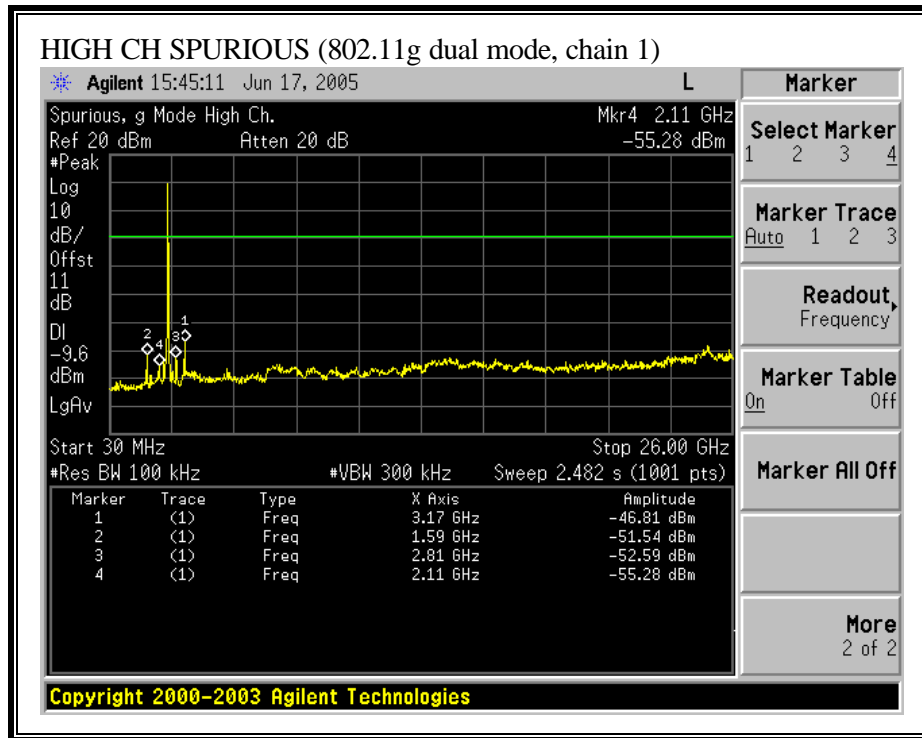 HIGH CH SPURIOUS (802.11g dual mode, chain 1)
Agilent 15:45:11 Jun 17, 2005 L
Spurious, g Mode High Ch. Mkr4 2.11 GHz
Ref 20 dBm Atten 20 dB -55.28 dBm
#Peak
Log
10
dB/
Offst
11
dB
DI
-9.6
dBm
LgAv
2
4
3
1
Start 30 MHz Stop 26.00 GHz
#Res BW 100 kHz #VBW 300 kHz Sweep 2.482 s (1001 pts)
Marker Trace Type X Axis Amplitude
1 (1) Freq 3.17 GHz -46.81 dBm
2 (1) Freq 1.59 GHz -51.54 dBm
3 (1) Freq 2.81 GHz -52.59 dBm
4 (1) Freq 2.11 GHz -55.28 dBm
Marker
Select Marker
1 2 3 4
Marker Trace
Auto 1 2 3
Readout
Frequency
Marker Table
On Off
Marker All Off
More
2 of 2
Copyright 2000-2003 Agilent Technologies